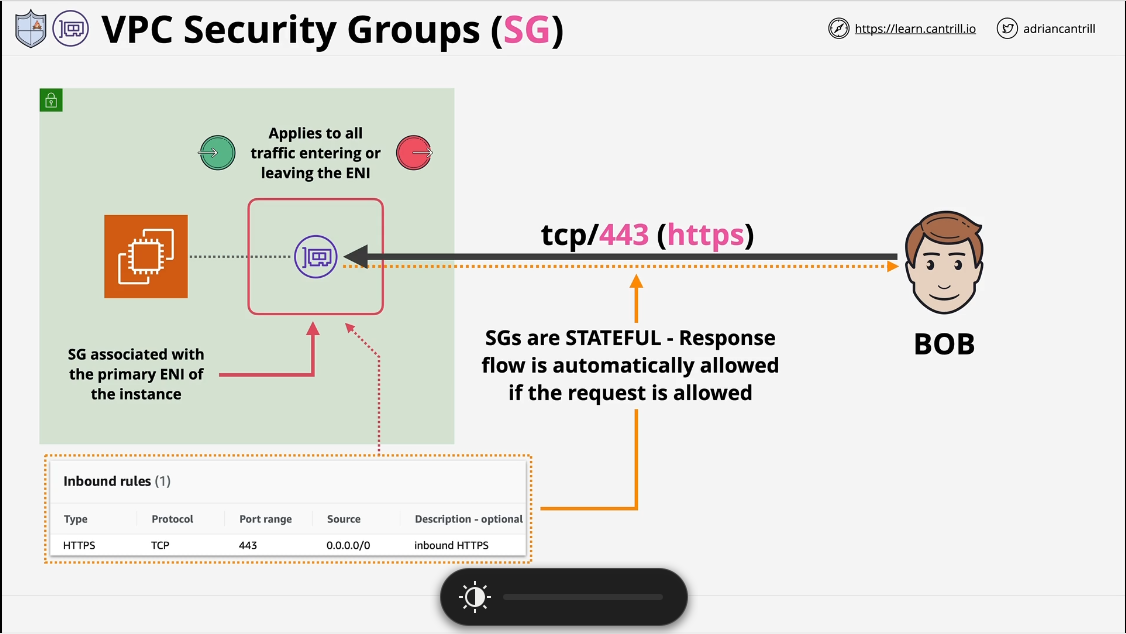 VPC Security Groups (SG)
https://learn.cantrill.io
adriancantrill
Applies to all
traffic entering or
leaving the ENI
tcp/443 (https)
SGs are STATEFUL - Response
flow is automatically allowed
if the request is allowed
BOB
SG associated with
the primary ENI of
the instance
Inbound rules (1)
Type Protocol Port range Source Description - optional
HTTPS TCP 443 0.0.0.0/0 inbound HTTPS